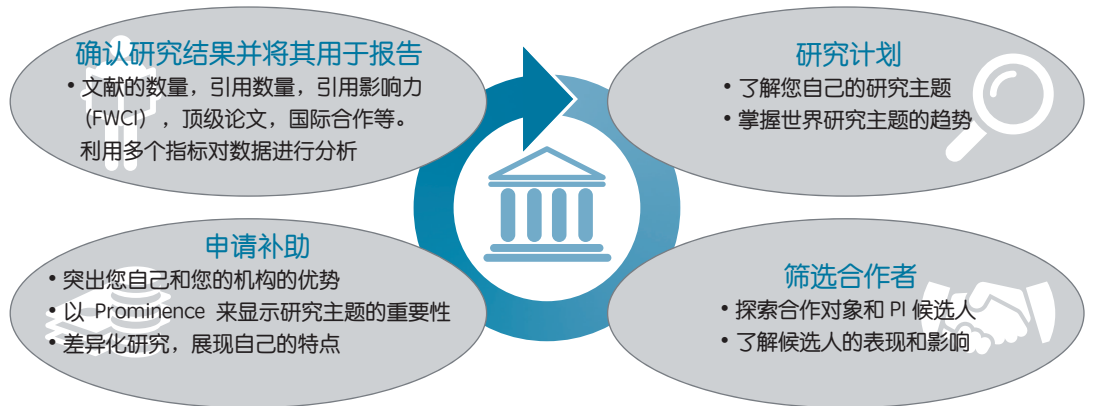 确认研究结果并将其用于报告
• 文献的数量，引用数量，引用影响力
（FWCI），顶级论文，国际合作等。
利用多个指标对数据进行分析
研究计划
• 了解您自己的研究主题
• 掌握世界研究主题的趋势
申请补助
• 突出您自己和您的机构的优势
• 以 Prominence 来显示研究主题的重要性
• 差异化研究，展现自己的特点
筛选合作者
• 探索合作对象和 PI 候选人
• 了解候选人的表现和影响